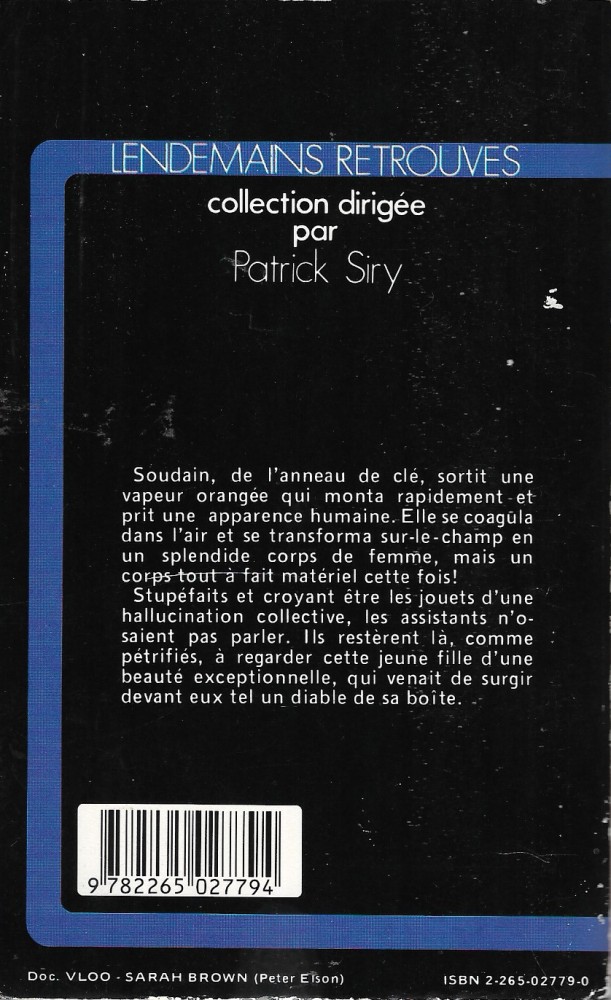 LENDEMAINS RETROUVES
collection dirigée
par
Patrick Siry
Soudain, de l'anneau de clé, sortit une
vapeur orangée qui monta rapidement et
prit une apparence humaine. Elle se coagula
dans l'air et se transforma sur-le-champ en
un splendide corps de femme, mais un
corps tout à fait matériel cette fois!
Stupéfaits et croyant être les jouets d'une
hallucination collective, les assistants n'o-
saient pas parler. Ils restèrent là, comme
pétrifiés, à regarder cette jeune fille d'une
beauté exceptionnelle, qui venait de surgir
devant eux tel un diable de sa boîte.
9 782265 027794
Doc. VLOO - SARAH BROWN (Peter Elson)
ISBN 2-265-02779-0